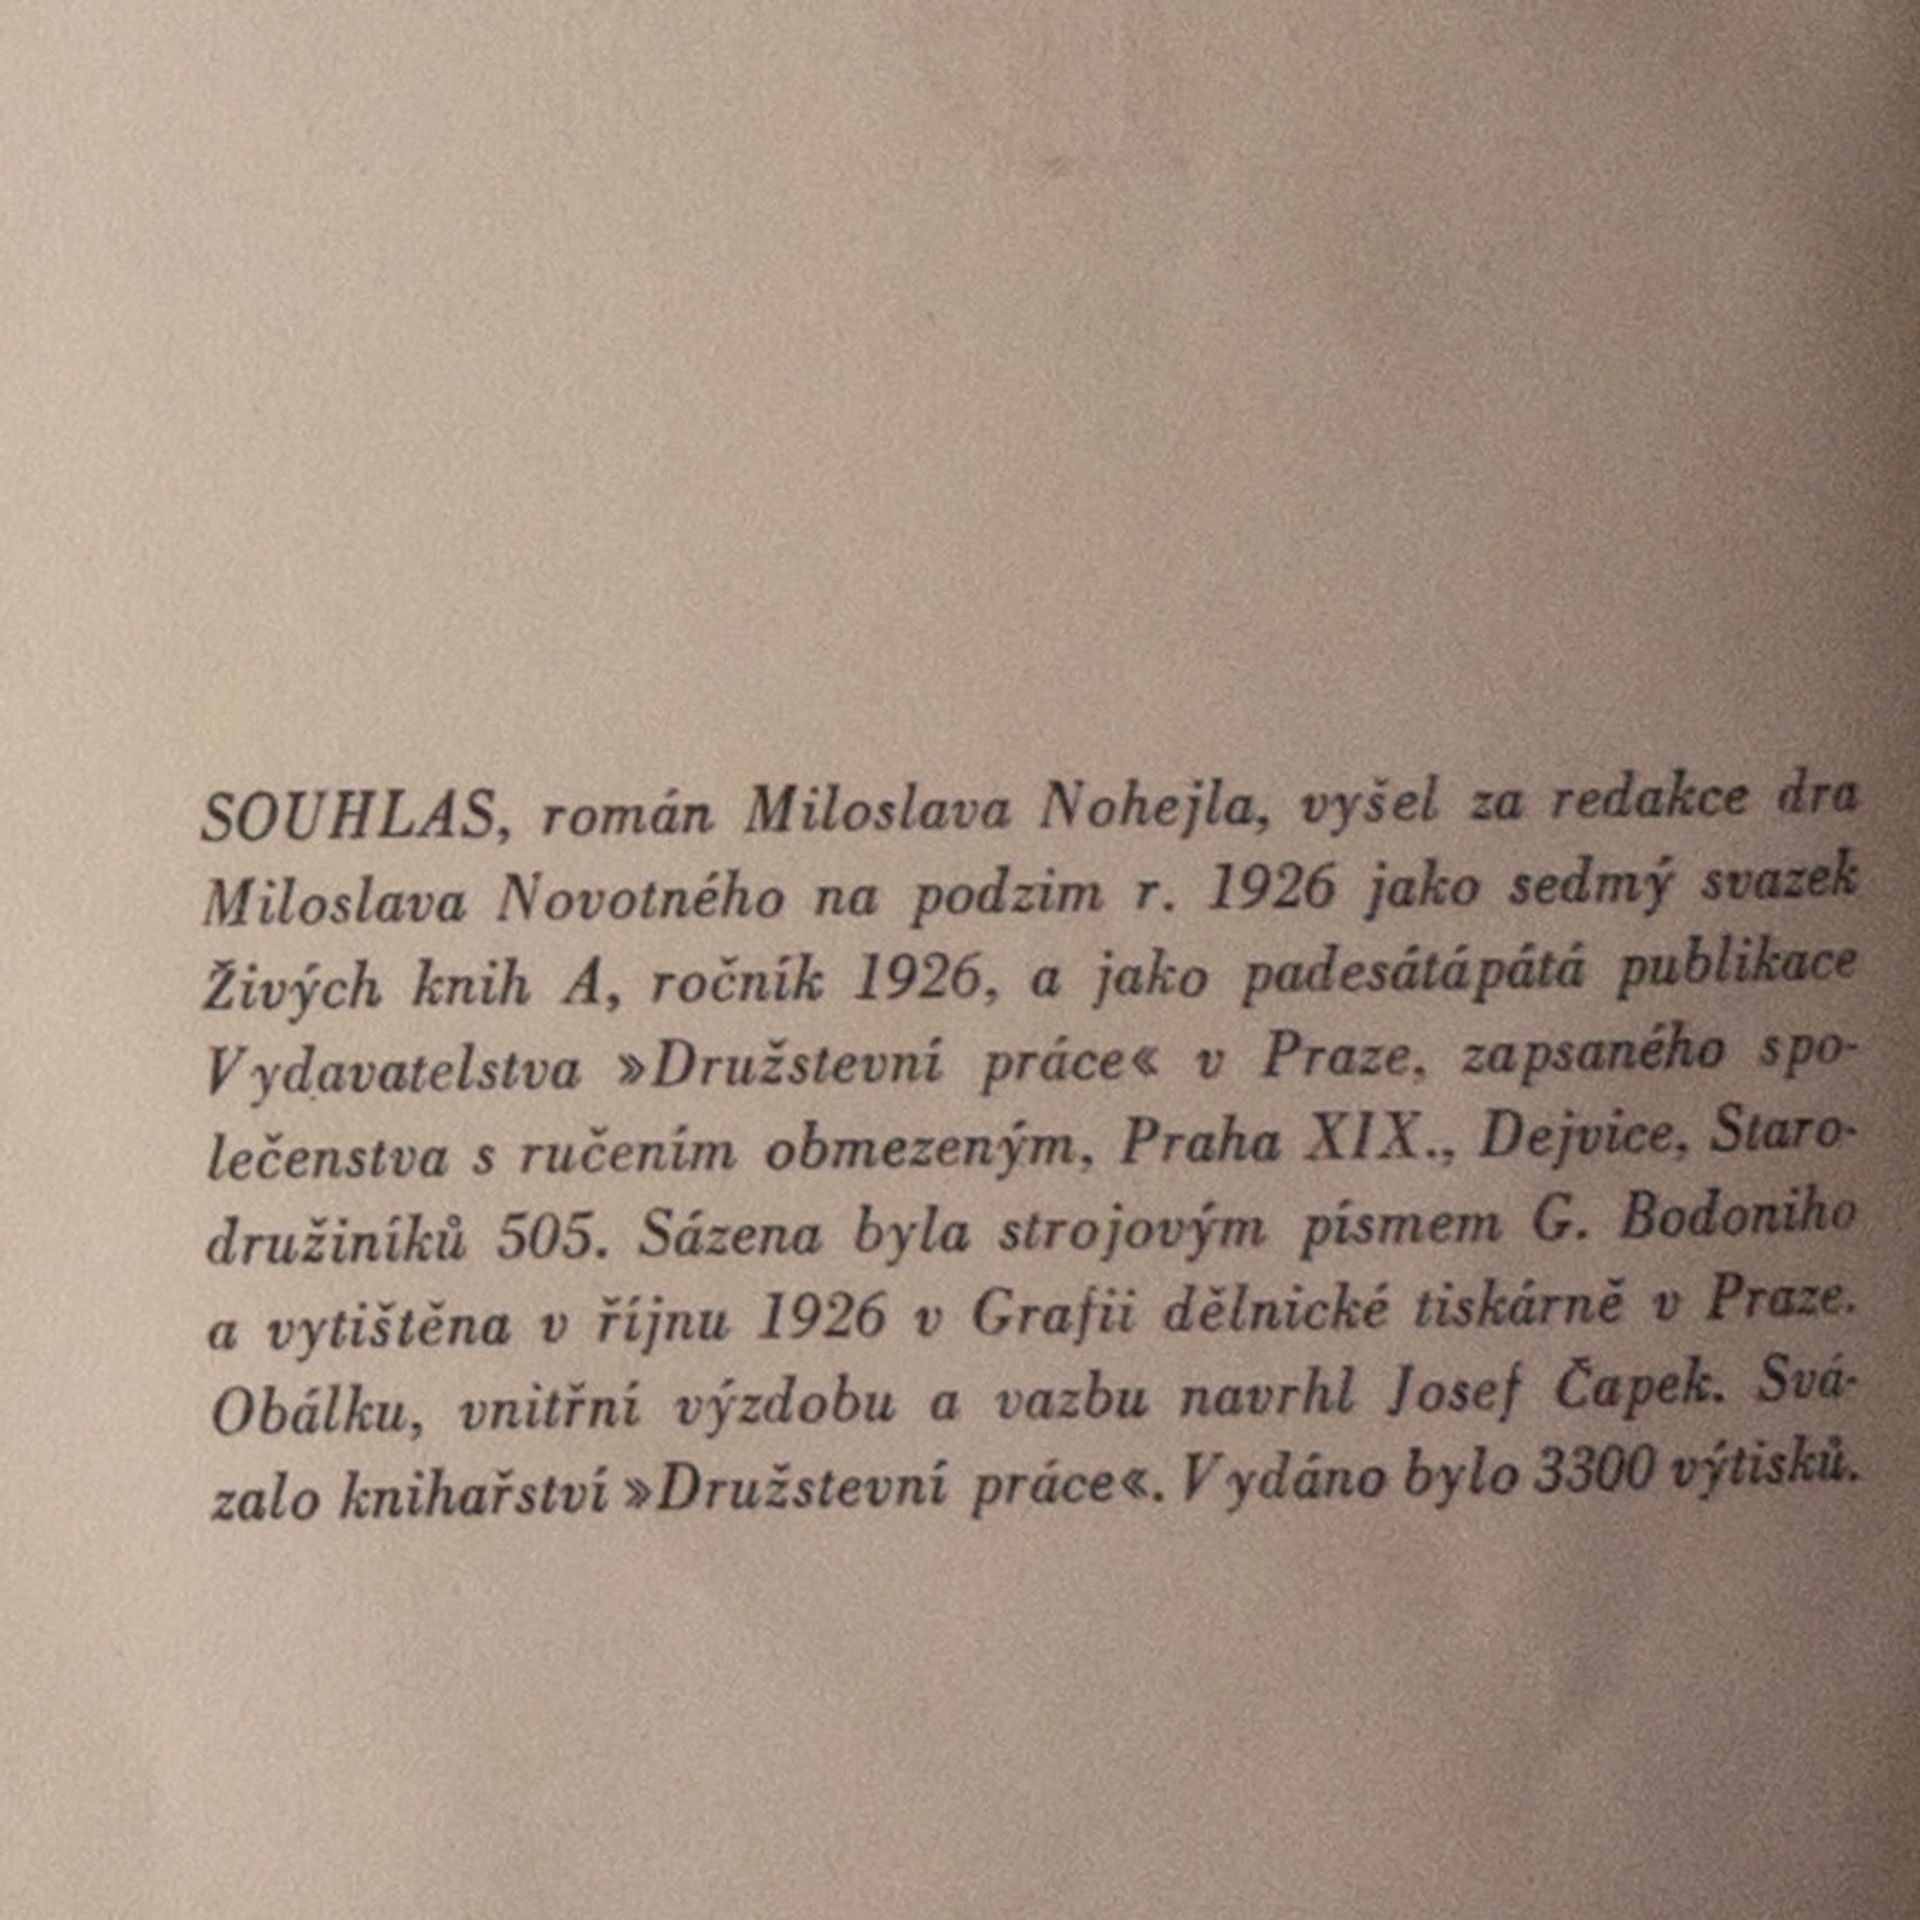 SOUHLAS, román Miloslava Nohejla, vyšel za redakce dra
Miloslava Novotného na podzim r. 1926 jako sedmý svazek
Živých knih A, ročník 1926, a jako padesátápátá publikace
Vydavatelstva »Družstevní práce« v Praze, zapsaného spo-
lečenstva s ručením obmezeným, Praha XIX., Dejvice, Staro-
družiníků 505. Sázena byla strojovým písmem G. Bodoniho
a vytištěna v říjnu 1926 v Grafii dělnické tiskárně v Praze.
Obálku, vnitřní výzdobu a vazbu navrhl Josef Čapek. Svá-
zalo knihařství »Družstevní práce«. Vydáno bylo 3300 výtisků.